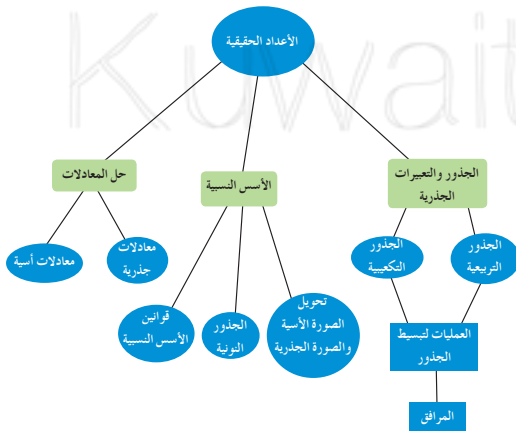 Kuwait
الأعداد الحقيقية
الجذور والتعبيرات
الجذرية
الأسس النسبية
حل المعادلات
الجذور
التربيعية
الجذور
التكعيبية
معادلات
جذرية
معادلات أسية
تحويل
الصورة الأسية
والصورة الجذرية
الجذور
النونية
قوانين
الأسس النسبية
العمليات لتبسيط
الجذور
المرافق